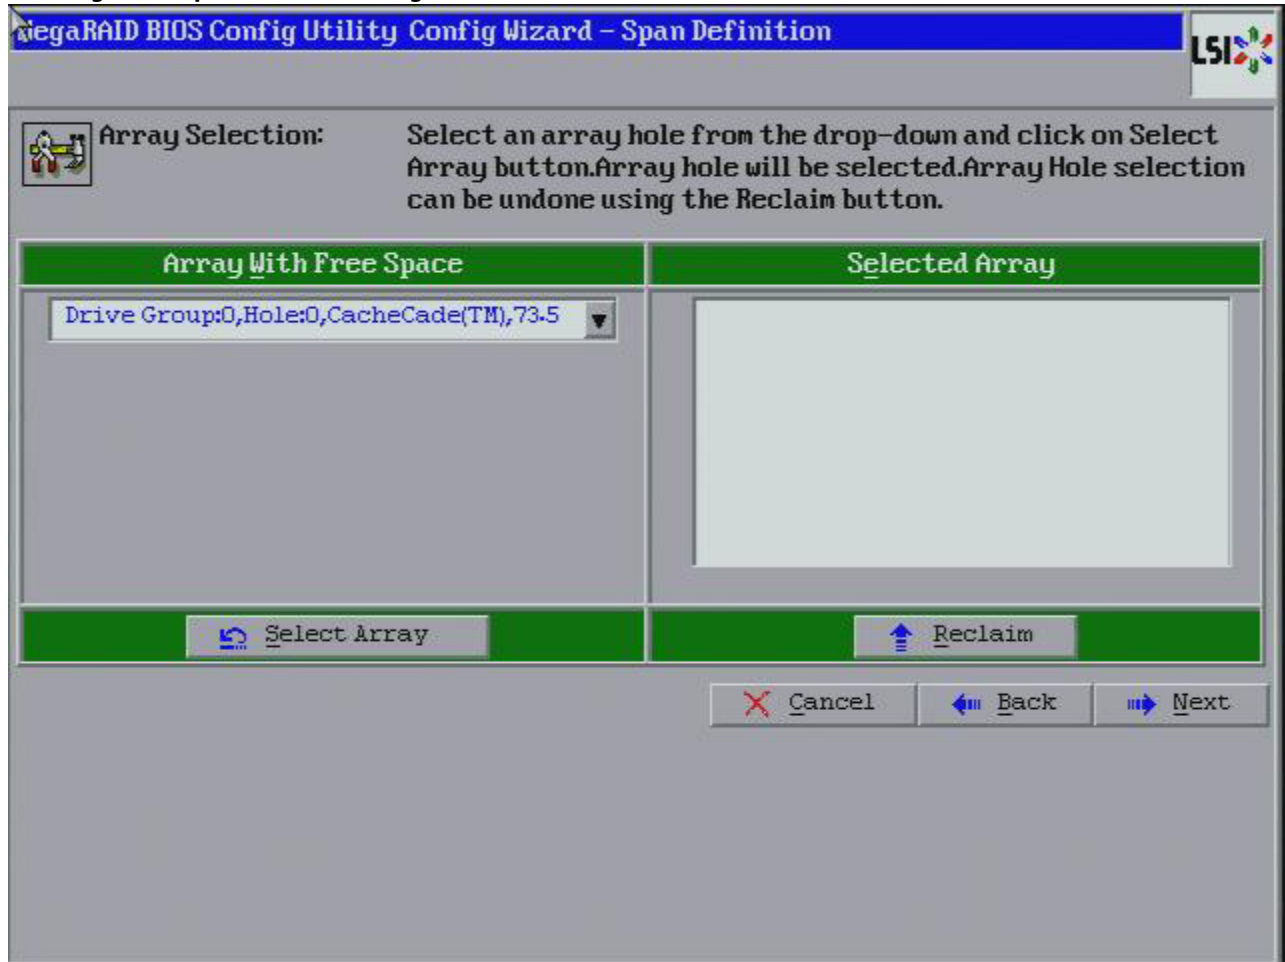 egaRAID BIOS Config Utility Config Wizard – Span Definition
LSI
Array Selection:
Select an array hole from the drop-down and click on Select
Array button.Array hole will be selected.Array Hole selection
can be undone using the Reclaim button.
Array With Free Space
Selected Array
Drive Group:0,Hole:0,CacheCade(TM),73.5
Select Array
Reclaim
Cancel
Back
Next